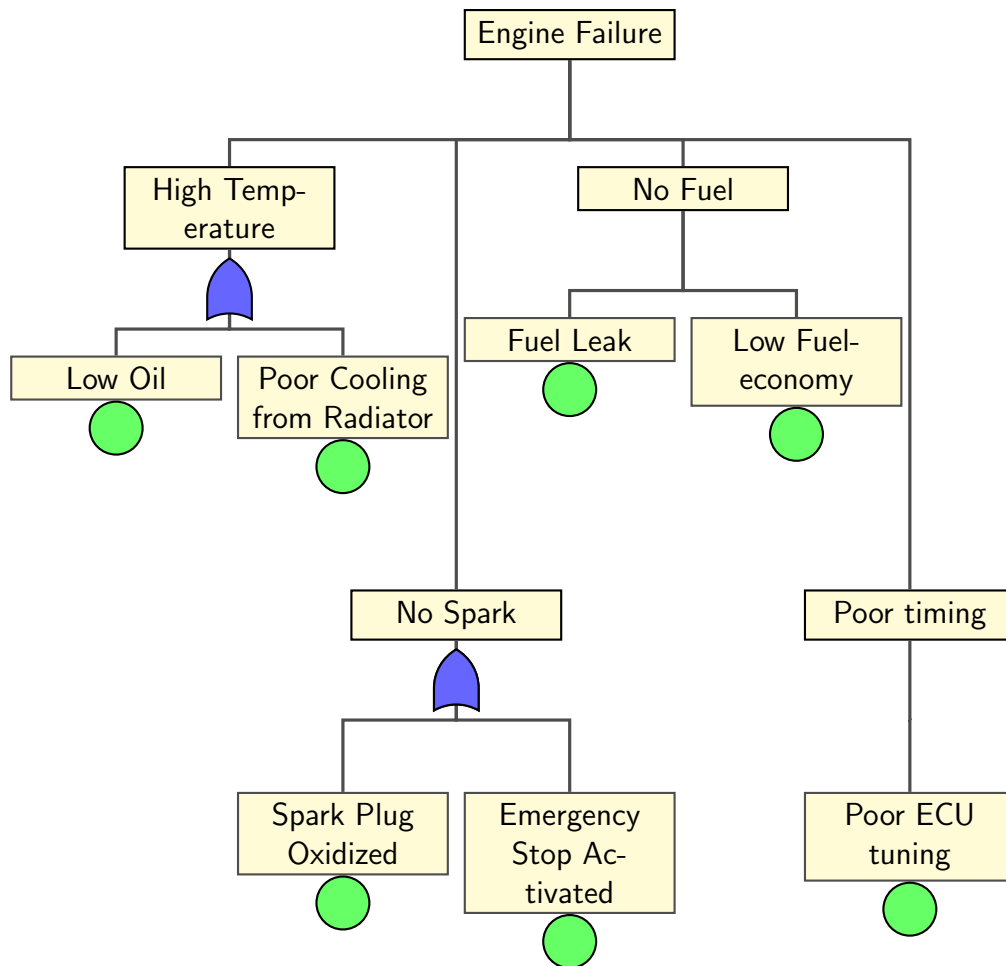 Engine Failure
High Temp-
erature
No Fuel
Low Oil
Poor Cooling
from Radiator
Fuel Leak
Low Fuel-
economy
No Spark
Poor timing
Spark Plug
Oxidized
Emergency
Stop Ac-
tivated
Poor ECU
tuning